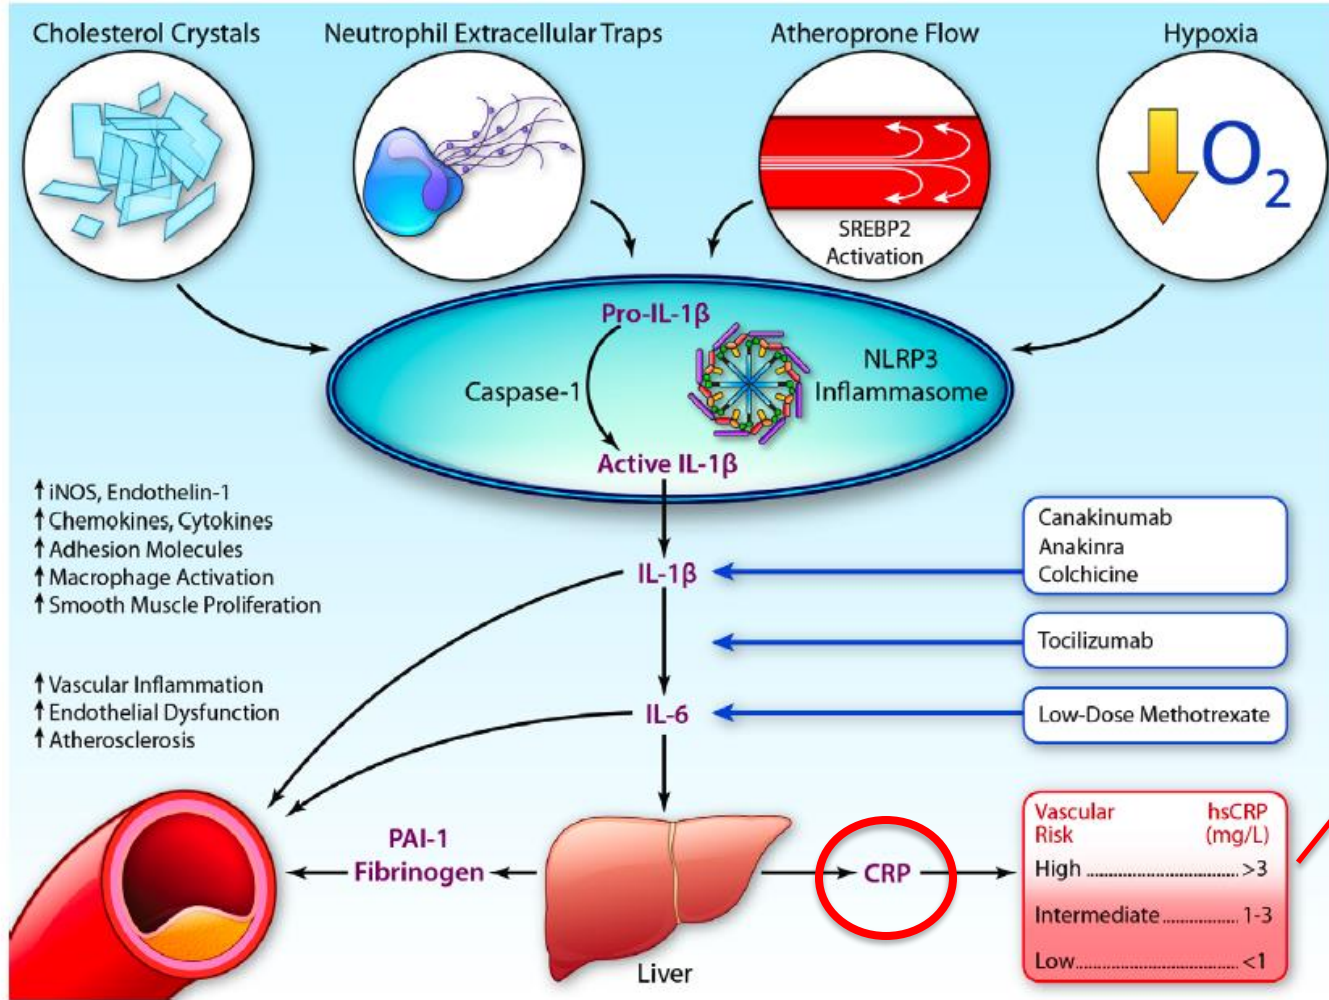 Cholesterol Crystals
Neutrophil Extracellular Traps
Atheroprone Flow
Hypoxia
SREBP2
Activation
O2
Pro-IL-1β
Caspase-1
NLRP3
Inflammasome
Active IL-1β
↑ iNOS, Endothelin-1
↑ Chemokines, Cytokines
↑ Adhesion Molecules
↑ Macrophage Activation
↑ Smooth Muscle Proliferation
IL-1β
Canakinumab
Anakinra
Colchicine
Tocilizumab
↑ Vascular Inflammation
↑ Endothelial Dysfunction
↑ Atherosclerosis
IL-6
Low-Dose Methotrexate
PAI-1
Fibrinogen
Liver
CRP
Vascular Risk hsCRP (mg/L)
High ............................ >3
Intermediate .............. 1-3
Low .............................. <1